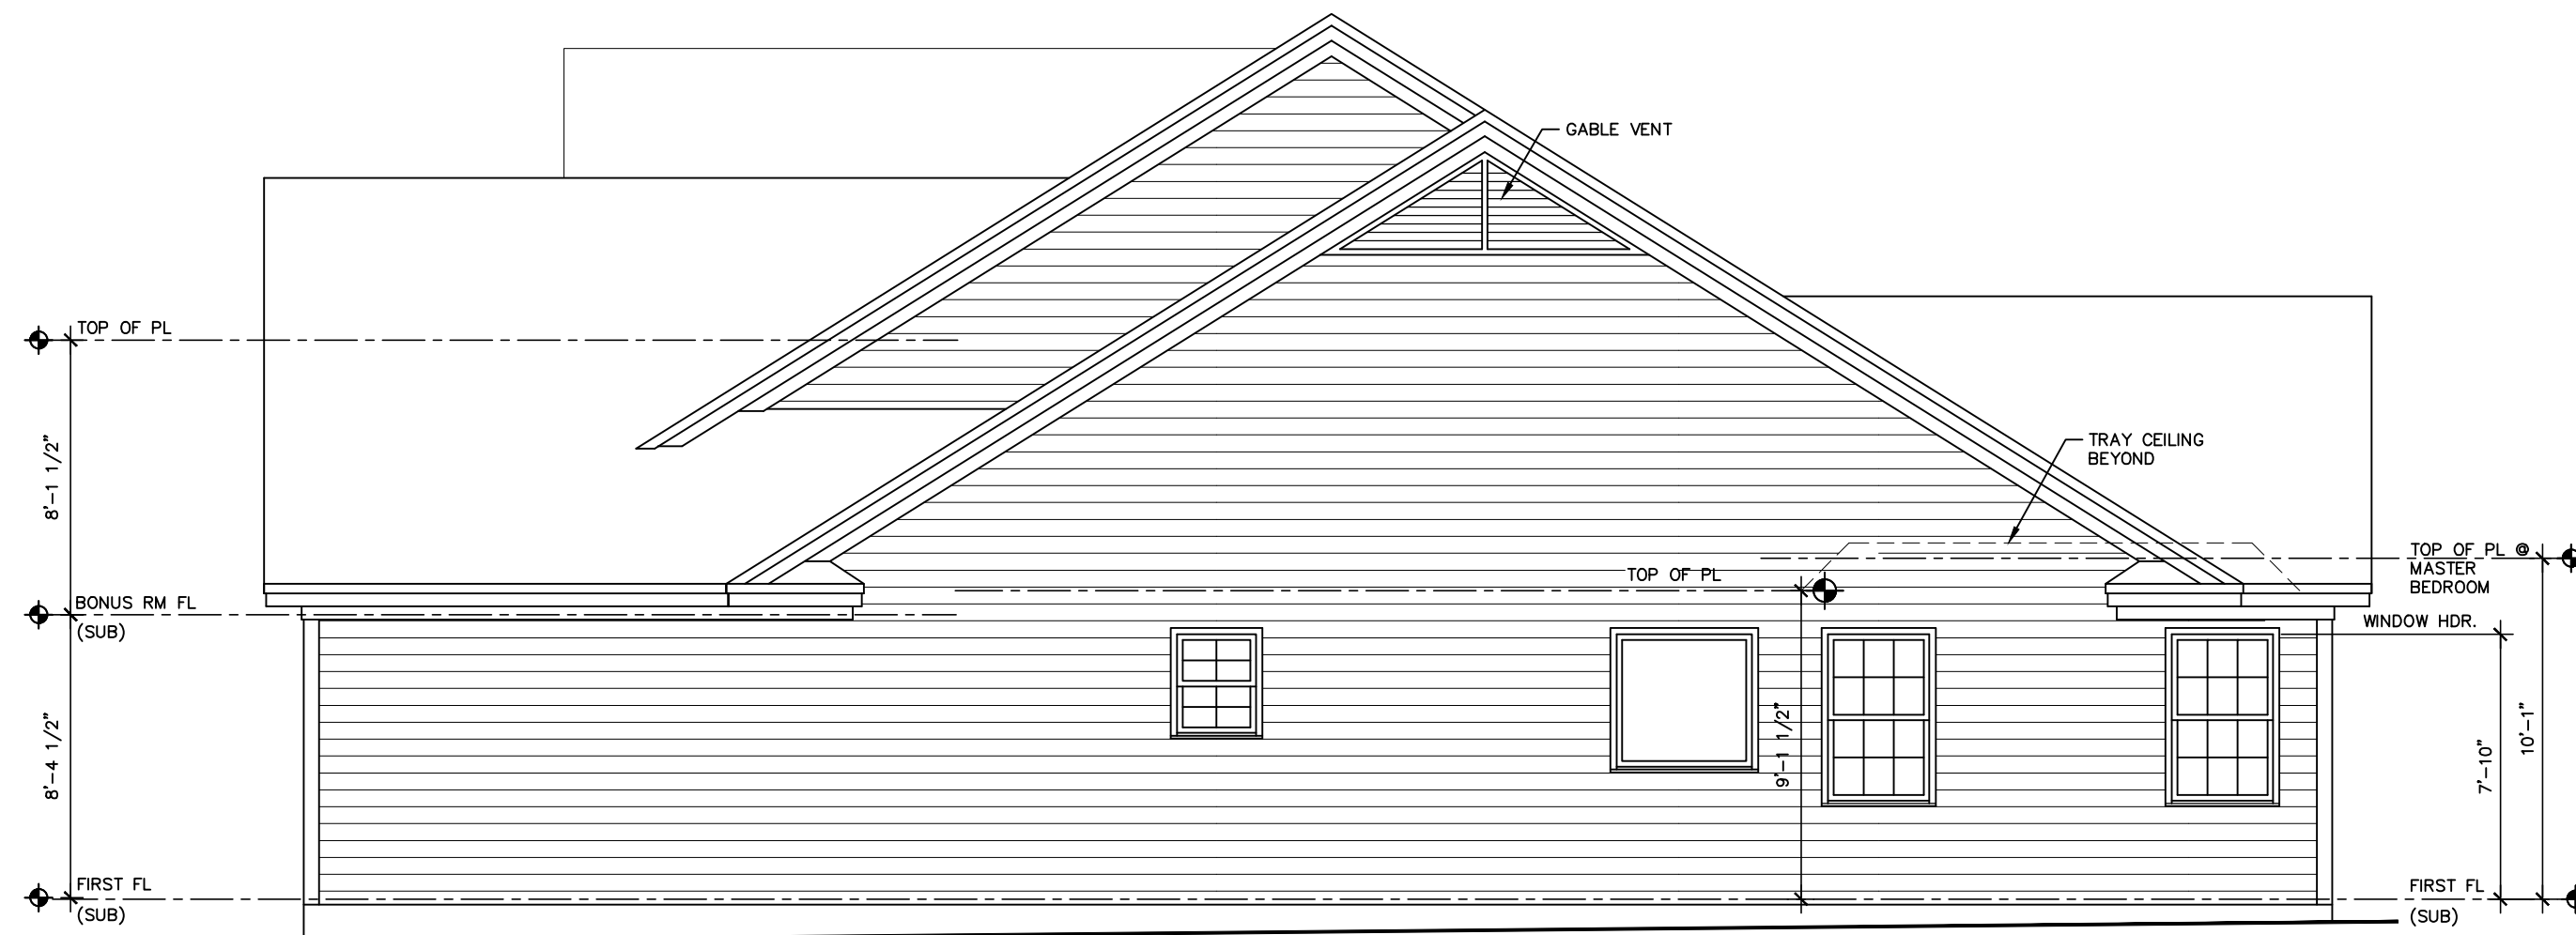 GABLE VENT
TOP OF PL
8'-1 1/2"
TRAY CEILING
BEYOND
TOP OF PL @
MASTER
BEDROOM
TOP OF PL
BONUS RM FL
(SUB)
WINDOW HDR.
8'-4 1/2"
9'-1 1/2"
7'-10"
10'-1"
FIRST FL
(SUB)
FIRST FL
(SUB)